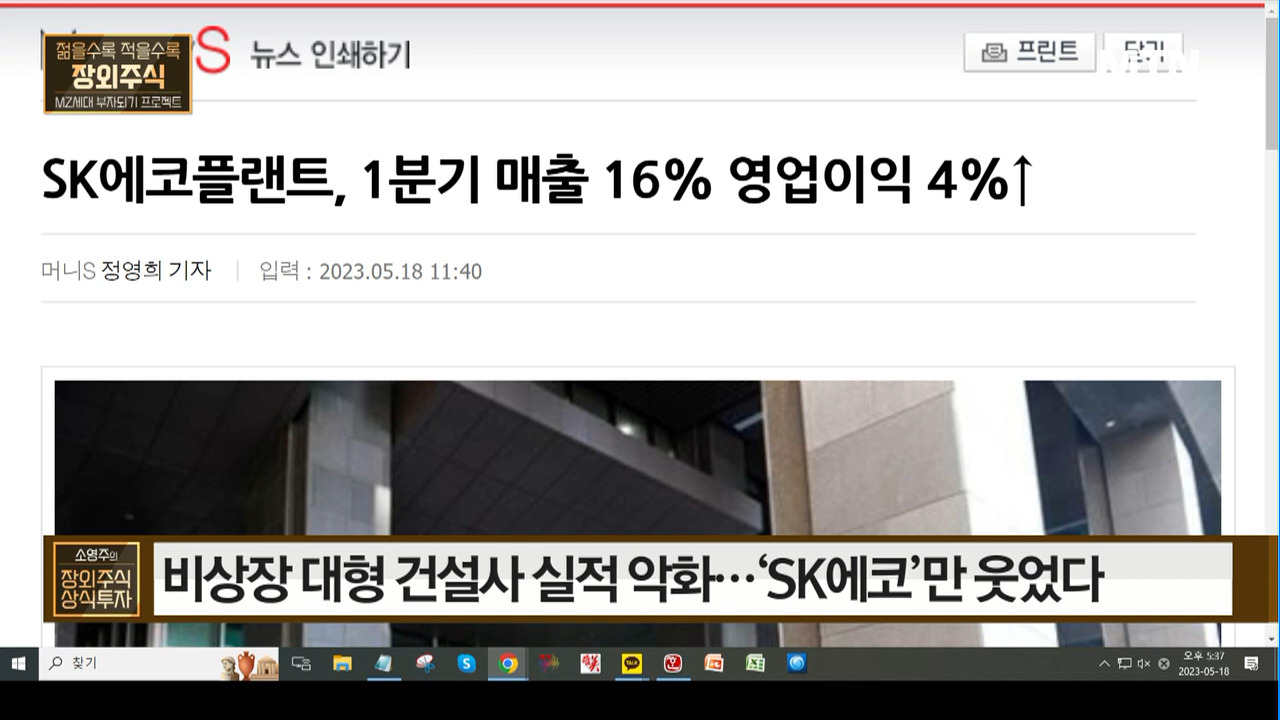 젊을수록 적을수록
장외주식
MZ세대 부자되기 프로젝트
S 뉴스 인쇄하기
프린트
닫기
MTN
SK에코플랜트, 1분기 매출 16% 영업이익 4%↑
머니S 정영희 기자 | 입력 : 2023.05.18 11:40
소영주의
장외주식
상식투자
비상장 대형 건설사 실적 악화…‘SK에코’만 웃었다
찾기
TALK
오후 5:37
2023-05-18